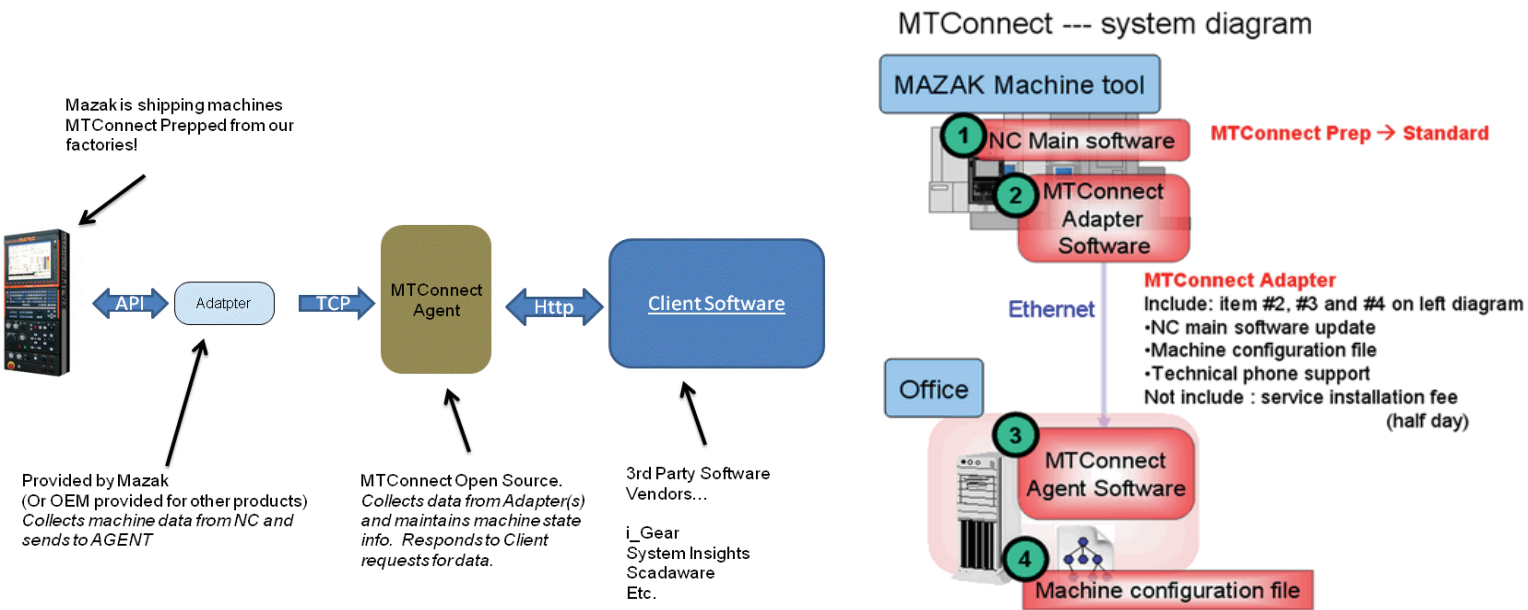 Mazak is shipping machines
MTConnect Prepped from our
factories!
API
Adatpter
TCP
MTConnect
Agent
Http
Client Software
Provided by Mazak
(Or OEM provided for other products)
Collects machine data from NC and
sends to AGENT
MTConnect Open Source.
Collects data from Adapter(s)
and maintains machine state
info. Responds to Client
requests for data.
3rd Party Software
Vendors…
i_Gear
System Insights
Scadaware
Etc.
MTConnect --- system diagram
MAZAK Machine tool
1
NC Main software
MTConnect Prep → Standard
2
MTConnect
Adapter
Software
Ethernet
MTConnect Adapter
Include: item #2, #3 and #4 on left diagram
•NC main software update
•Machine configuration file
•Technical phone support
Not include : service installation fee
(half day)
Office
3
MTConnect
Agent Software
4
Machine configuration file